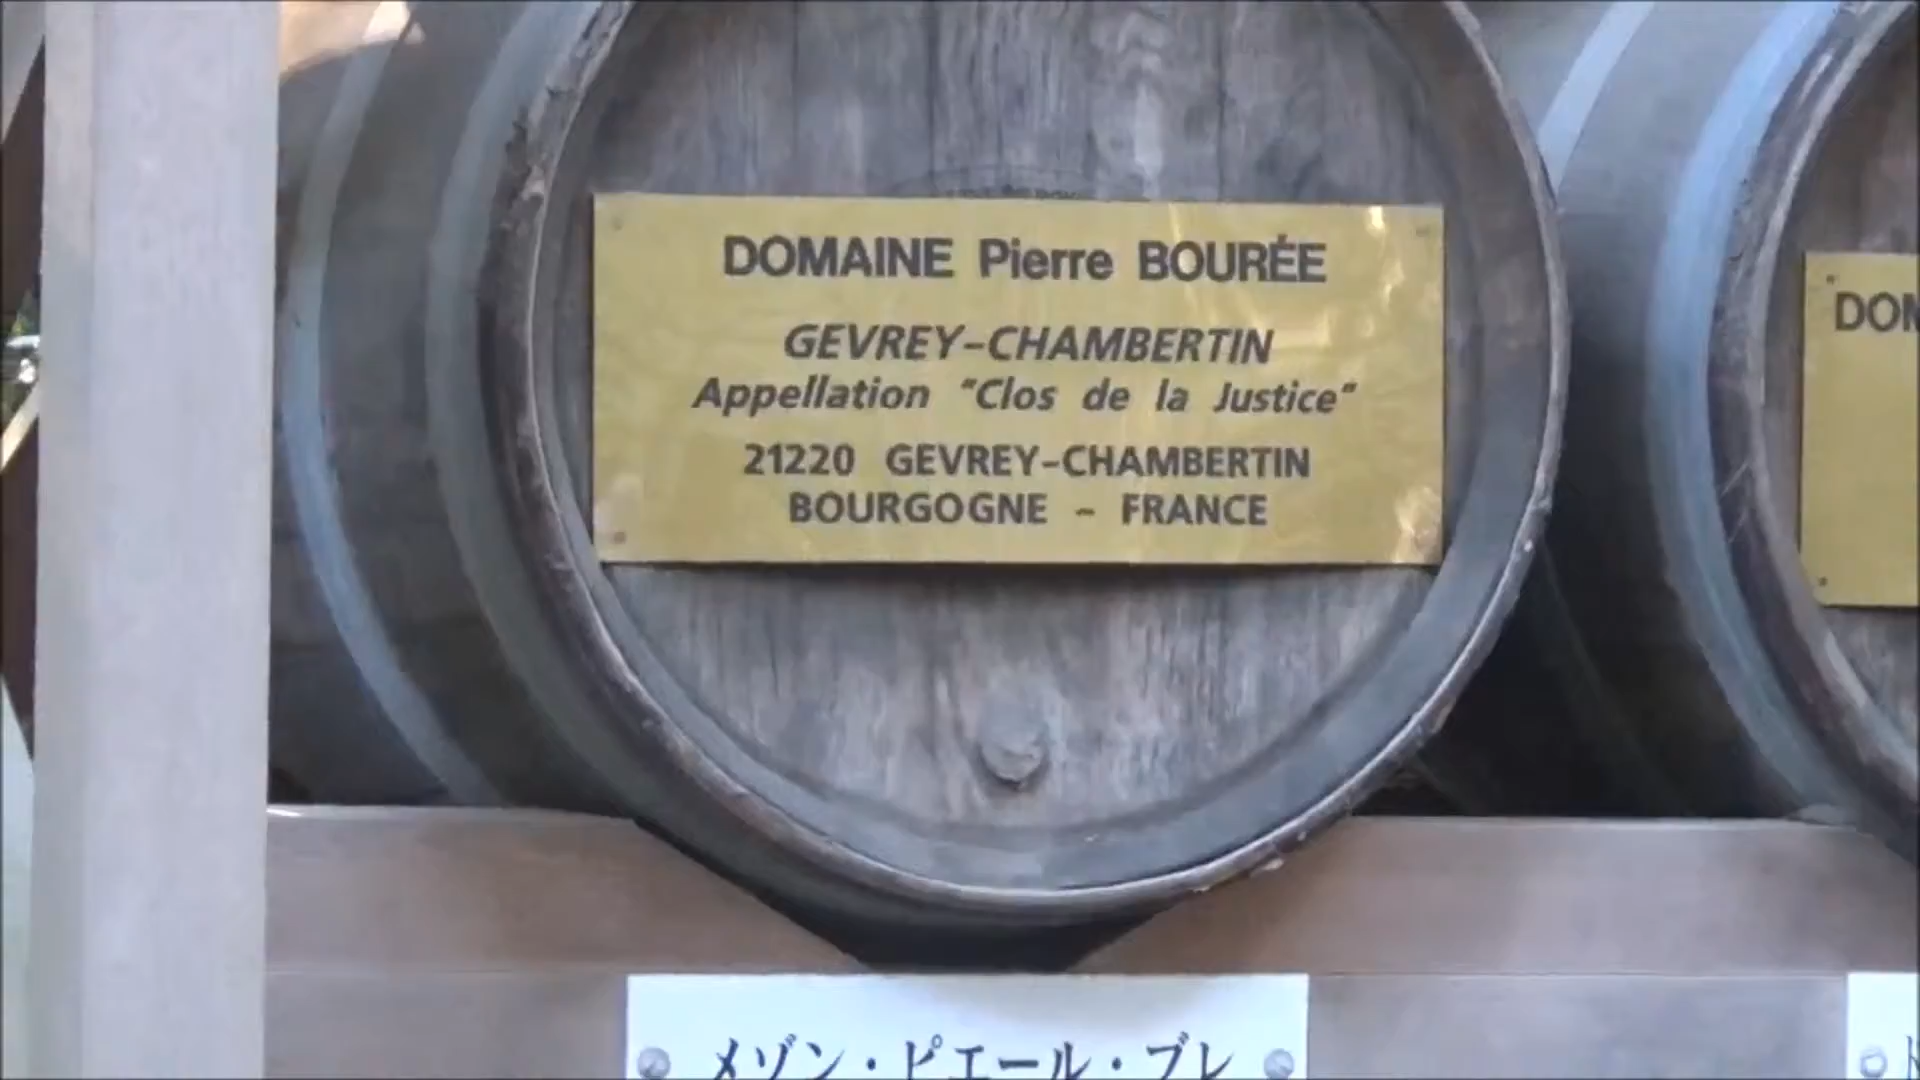 DOMAINE Pierre BOURÉE
GEVREY-CHAMBERTIN
Appellation "Clos de la Justice"
21220 GEVREY-CHAMBERTIN
BOURGOGNE - FRANCE
メゾン・ピエール・ブレ